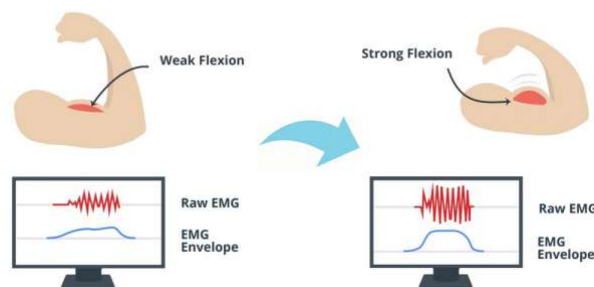 Weak Flexion
Strong Flexion
Raw EMG
EMG
Envelope
Raw EMG
EMG
Envelope